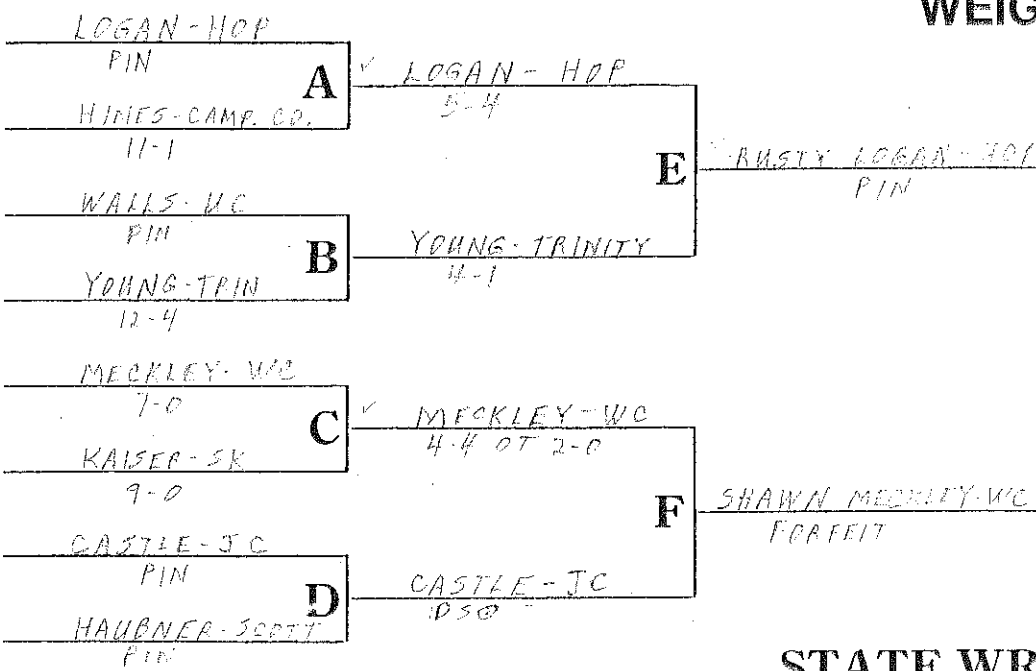 WEIG
LOGAN-HOP
PIN
A
HINES-CAMP. CO.
11-1
LOGAN - HOP
5-4
E
RUSTY LOGAN-HOP
PIN
WALLS-UC
PIN
B
YOUNG-TRIN
12-4
YOUNG-TRINITY
4-1
MECKLEY-WC
7-0
C
KAISER-SK
9-0
MECKLEY-WC
4-4 OT 2-0
F
SHAWN MECKLEY-WC
FORFEIT
CASTLE-JC
PIN
D
HAUBNER-SCOTT
PIN
CASTLE-JC
STATE WR